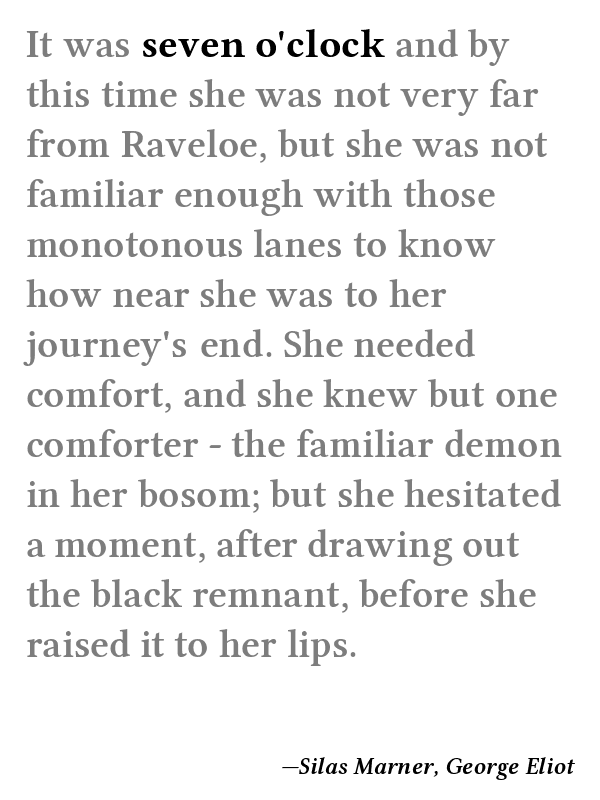 It was seven o'clock and by
this time she was not very far
from Raveloe, but she was not
familiar enough with those
monotonous lanes to know
how near she was to her
journey's end. She needed
comfort, and she knew but one
comforter - the familiar demon
in her bosom; but she hesitated
a moment, after drawing out
the black remnant, before she
raised it to her lips.
—Silas Marner, George Eliot